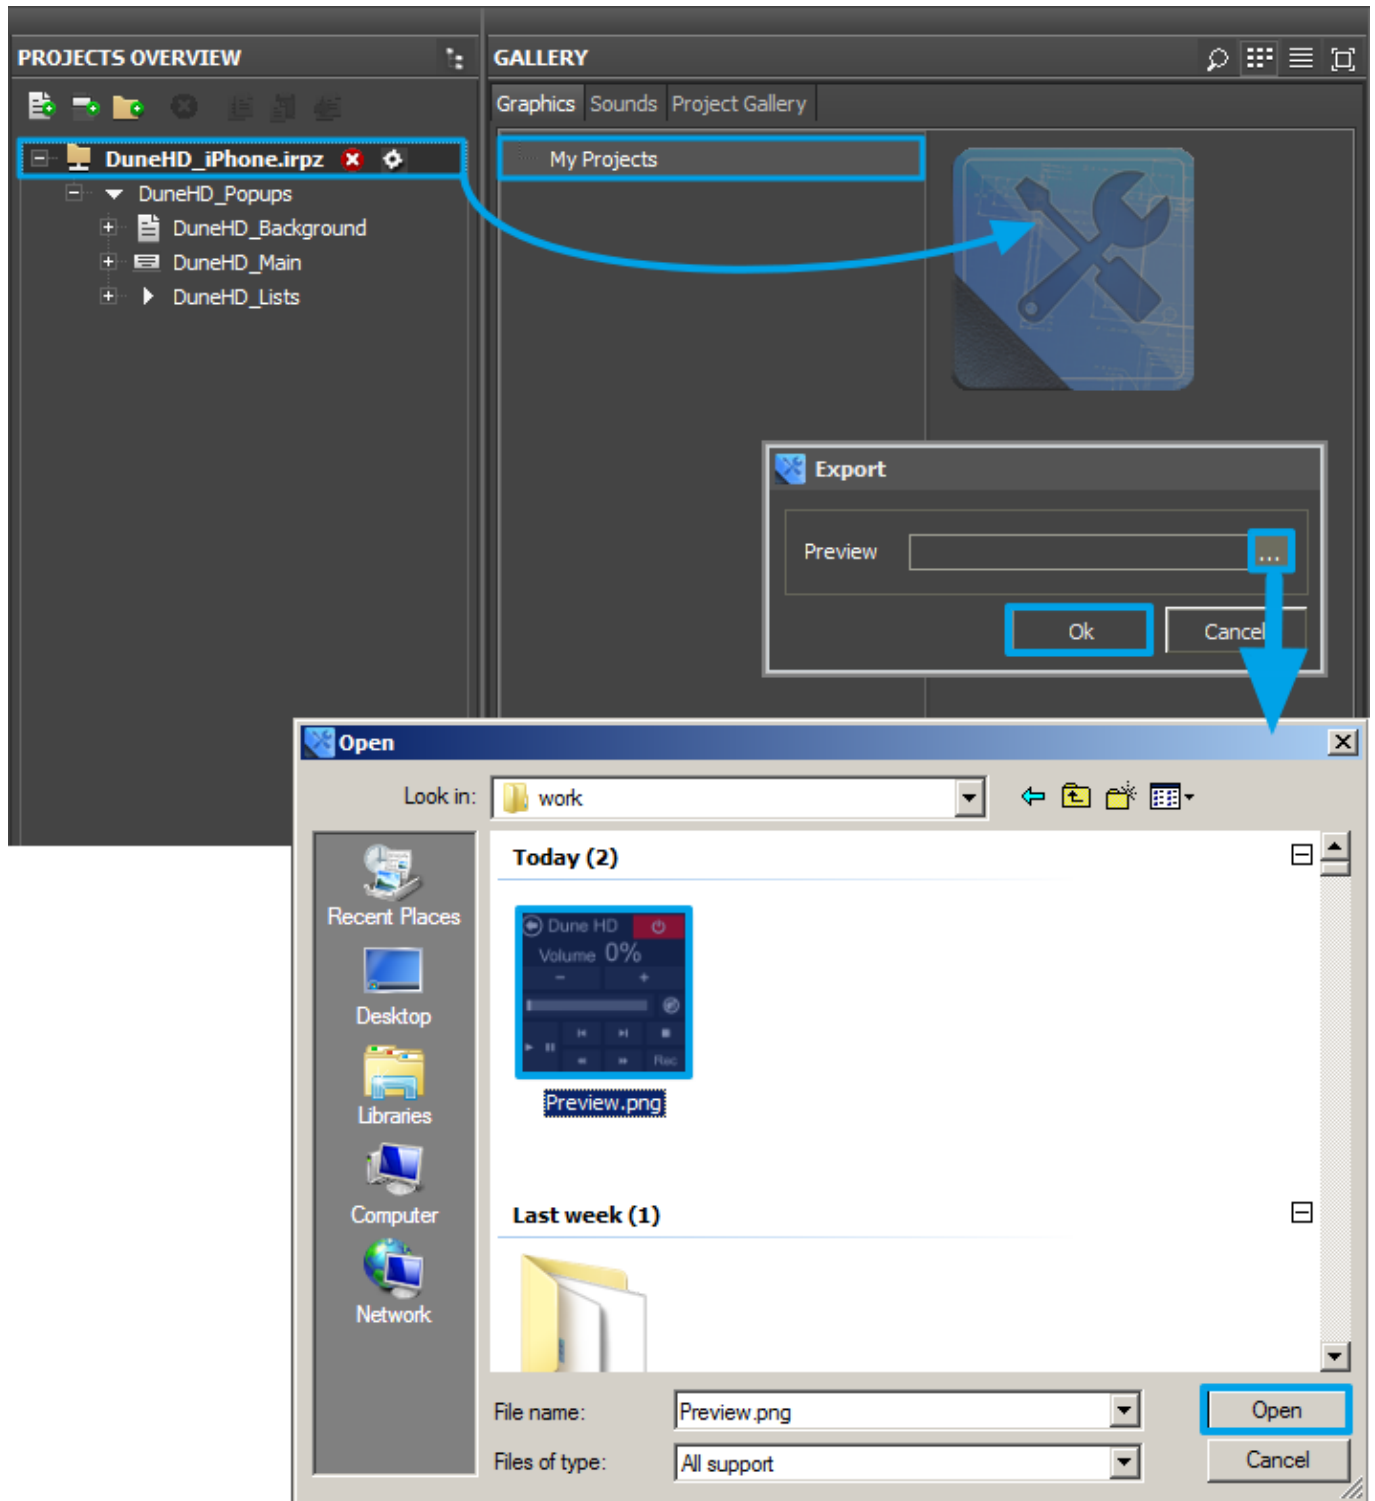 PROJECTS OVERVIEW
GALLERY
Graphics Sounds Project Gallery
DuneHD_iPhone.irpz
DuneHD_Popups
DuneHD_Background
DuneHD_Main
DuneHD_Lists
My Projects
Export
Preview
...
Ok
Cancel
Open
Look in:
work
Recent Places
Desktop
Libraries
Computer
Network
Today (2)
Dune HD
Volume 0%
Rec
Preview.png
Last week (1)
File name:
Preview.png
Open
Files of type:
All support
Cancel